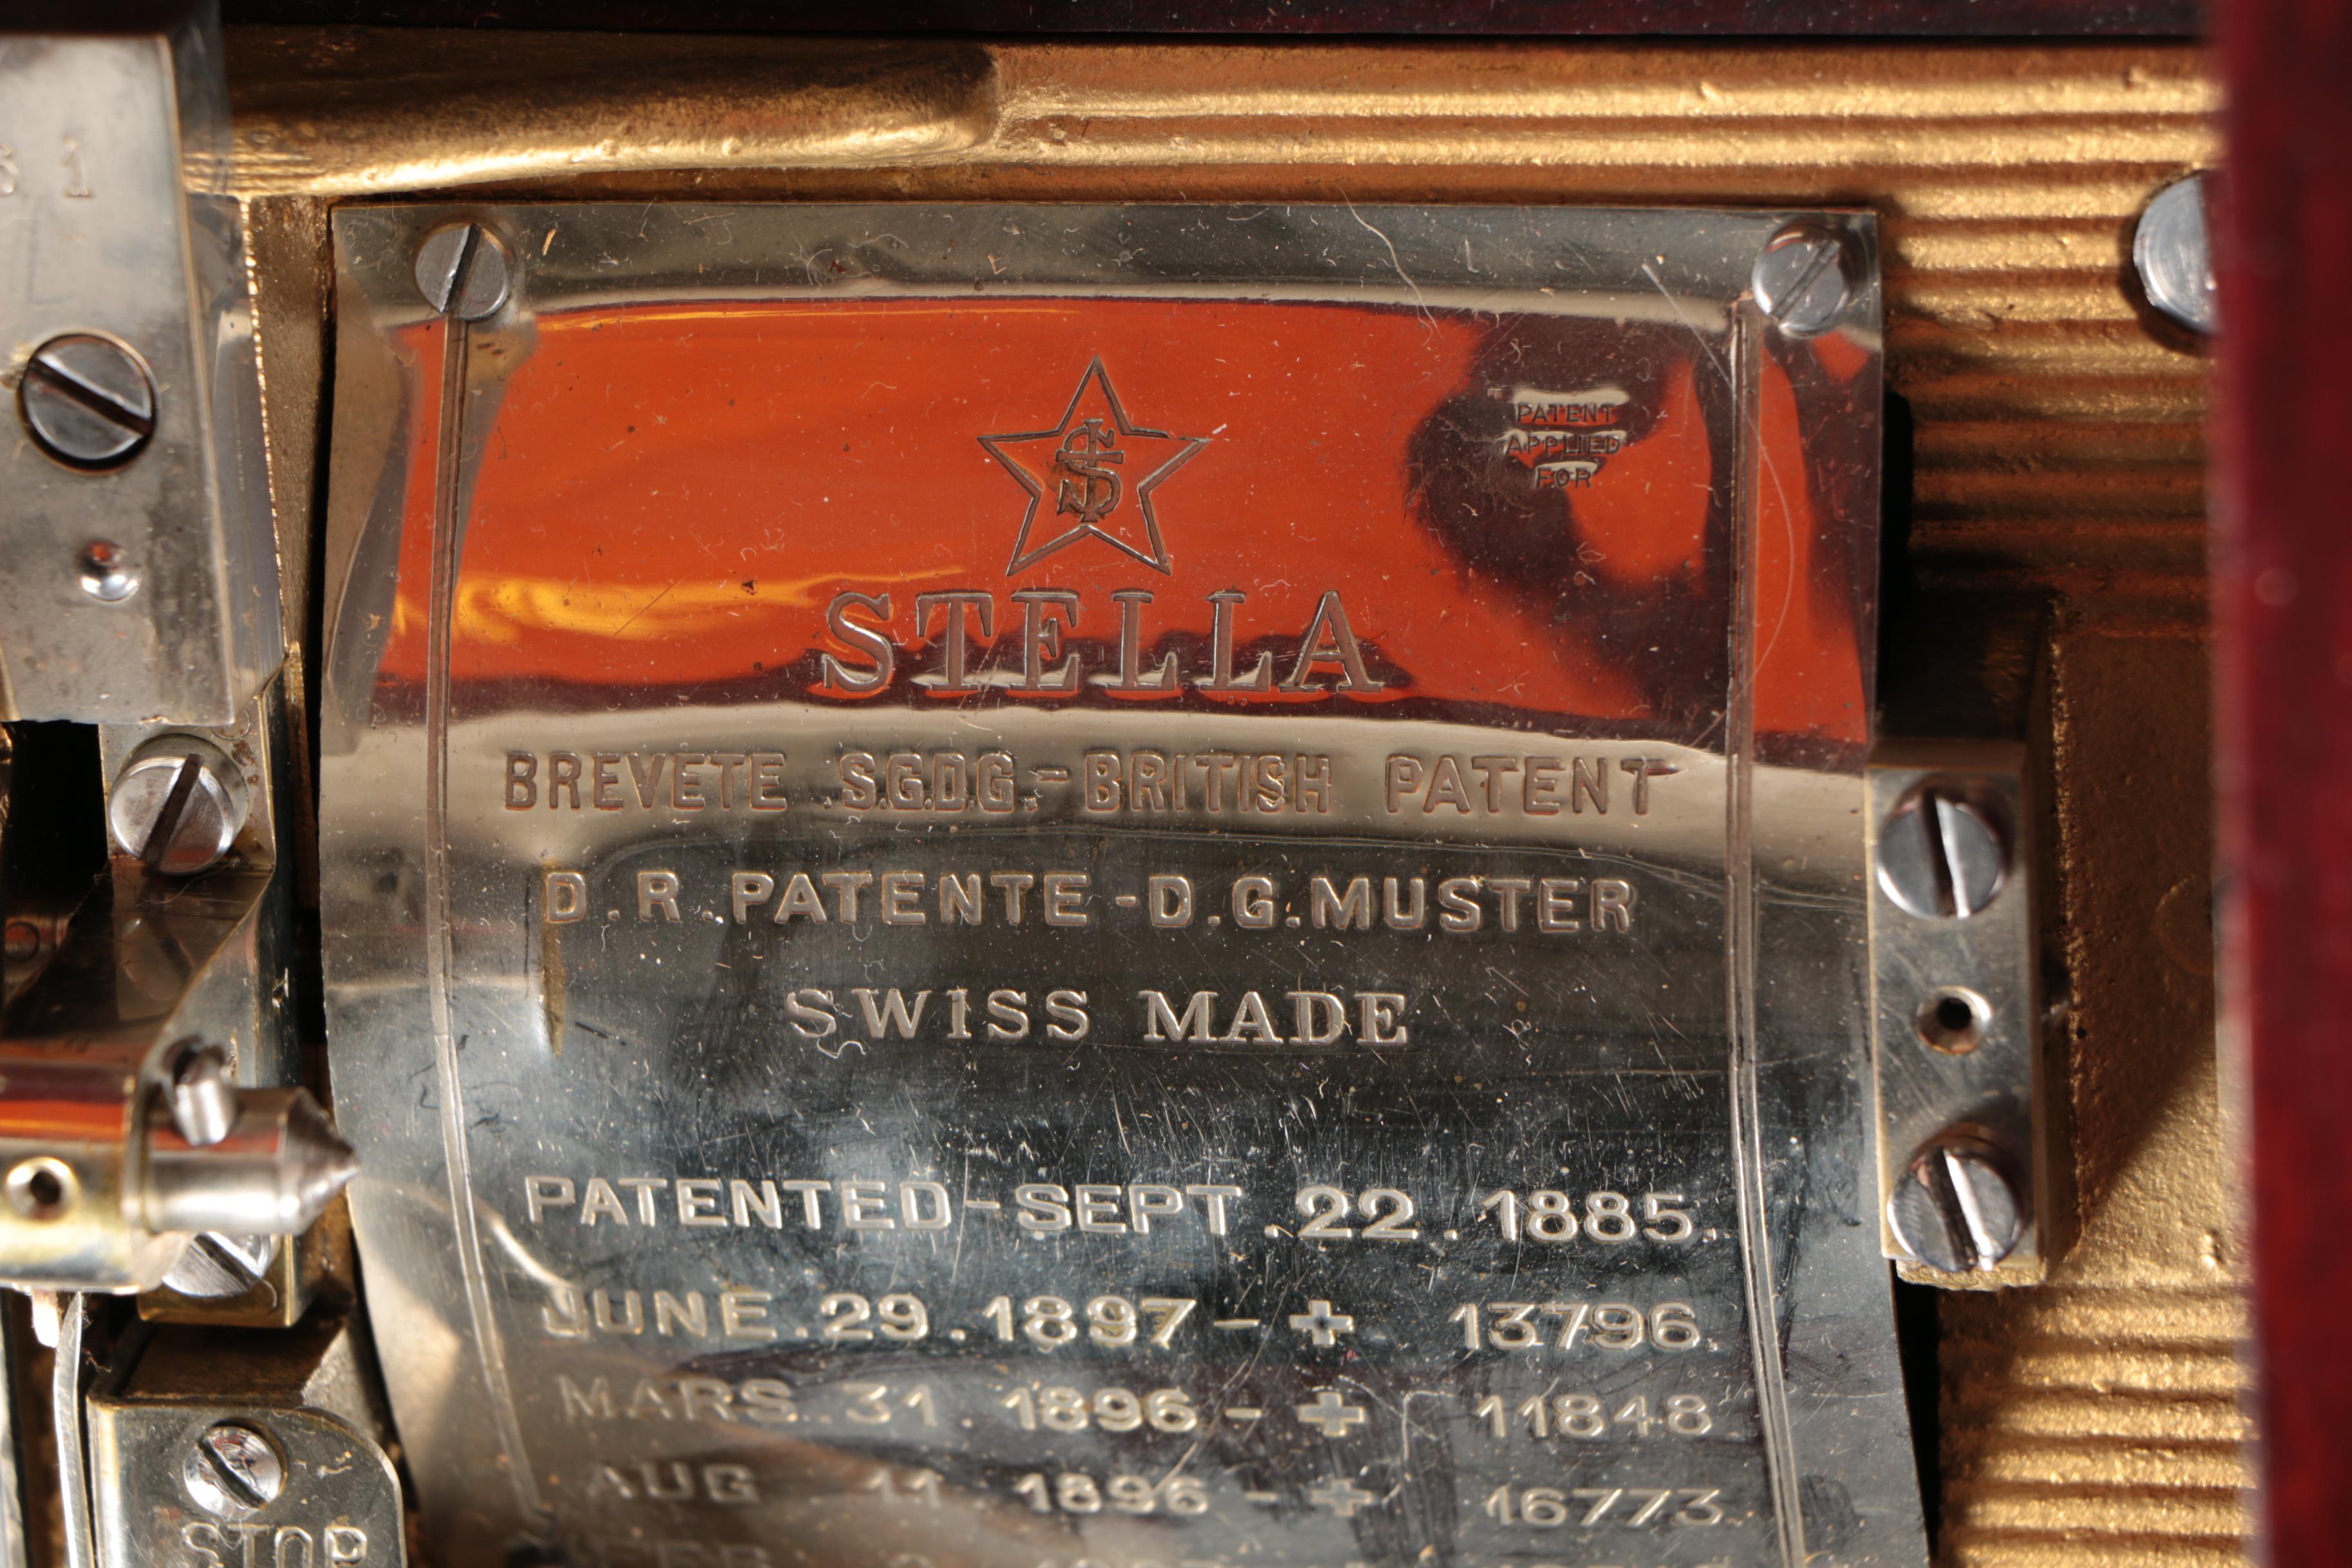 31
PATENT
APPLIED
FOR
STELLA
BREVETE S.G.D.G.-BRITISH PATENT
D.R.PATENTE-D.G.MUSTER
SWISS MADE
PATENTED-SEPT.22.1885.
JUNE.29.1897-+ 13796.
MARS.31.1896-+ 11848
AUG.11.1896-+ 16773.
STOP